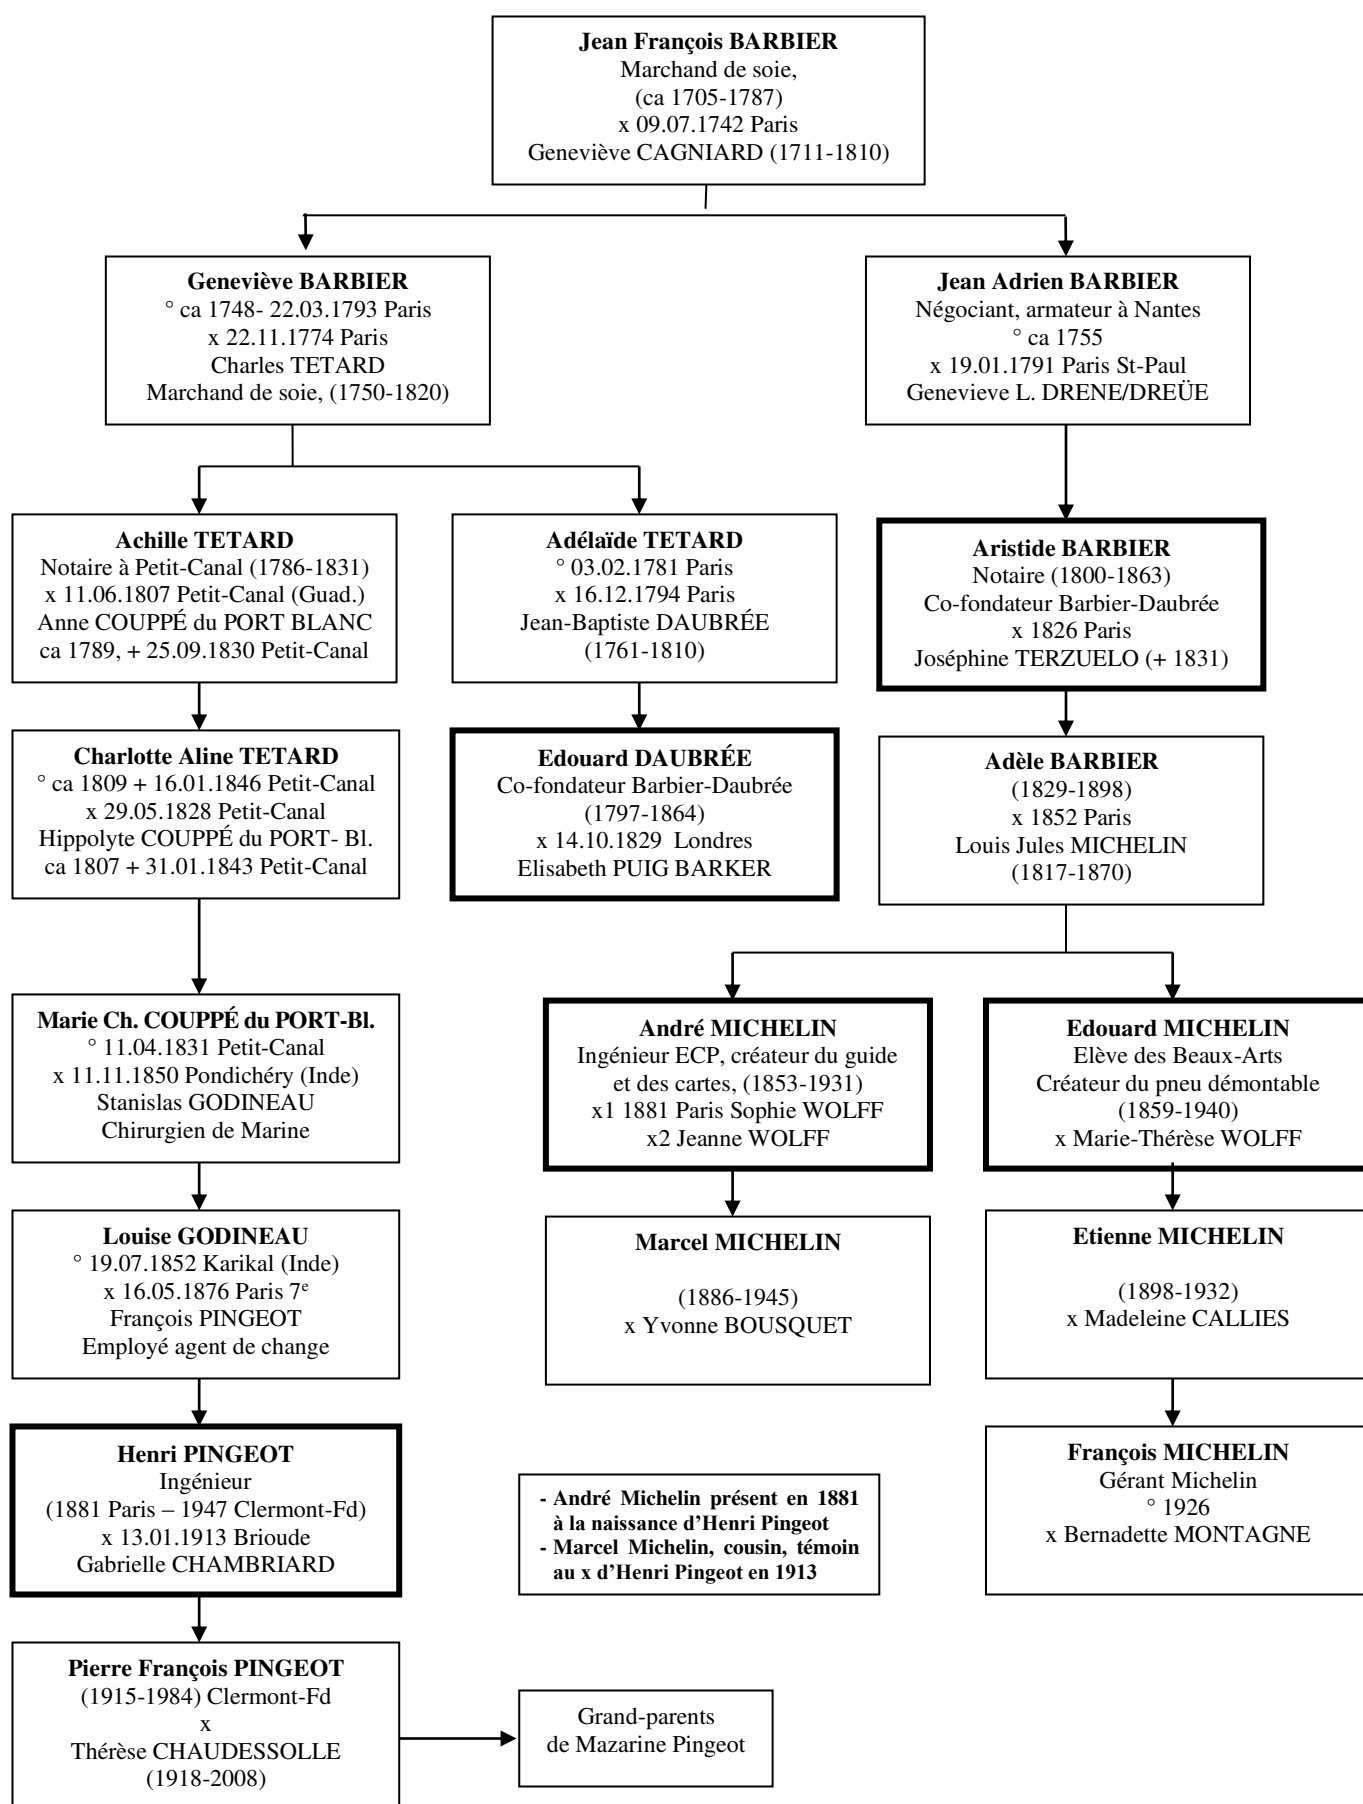 Jean François BARBIER
Marchand de soie,
(ca 1705-1787)
x 09.07.1742 Paris
Geneviève CAGNIARD (1711-1810)
Geneviève BARBIER
° ca 1748- 22.03.1793 Paris
x 22.11.1774 Paris
Charles TETARD
Marchand de soie, (1750-1820)
Jean Adrien BARBIER
Négociant, armateur à Nantes
° ca 1755
x 19.01.1791 Paris St-Paul
Genevieve L. DRENE/DREÜE
Achille TETARD
Notaire à Petit-Canal (1786-1831)
x 11.06.1807 Petit-Canal (Guad.)
Anne COUPPÉ du PORT BLANC
ca 1789, + 25.09.1830 Petit-Canal
Adélaïde TETARD
° 03.02.1781 Paris
x 16.12.1794 Paris
Jean-Baptiste DAUBRÉE
(1761-1810)
Aristide BARBIER
Notaire (1800-1863)
Co-fondateur Barbier-Daubrée
x 1826 Paris
Joséphine TERZUELO (+ 1831)
Charlotte Aline TETARD
° ca 1809 + 16.01.1846 Petit-Canal
x 29.05.1828 Petit-Canal
Hippolyte COUPPÉ du PORT- Bl.
ca 1807 + 31.01.1843 Petit-Canal
Edouard DAUBRÉE
Co-fondateur Barbier-Daubrée
(1797-1864)
x 14.10.1829 Londres
Elisabeth PUIG BARKER
Adèle BARBIER
(1829-1898)
x 1852 Paris
Louis Jules MICHELIN
(1817-1870)
Marie Ch. COUPPÉ du PORT-Bl.
° 11.04.1831 Petit-Canal
x 11.11.1850 Pondichéry (Inde)
Stanislas GODINEAU
Chirurgien de Marine
André MICHELIN
Ingénieur ECP, créateur du guide
et des cartes, (1853-1931)
x1 1881 Paris Sophie WOLFF
x2 Jeanne WOLFF
Edouard MICHELIN
Elève des Beaux-Arts
Créateur du pneu démontable
(1859-1940)
x Marie-Thérèse WOLFF
Louise GODINEAU
° 19.07.1852 Karikal (Inde)
x 16.05.1876 Paris 7e
François PINGEOT
Employé agent de change
Marcel MICHELIN
(1886-1945)
x Yvonne BOUSQUET
Etienne MICHELIN
(1898-1932)
x Madeleine CALLIES
Henri PINGEOT
Ingénieur
(1881 Paris – 1947 Clermont-Fd)
x 13.01.1913 Brioude
Gabrielle CHAMBRIARD
- André Michelin présent en 1881
à la naissance d'Henri Pingeot
- Marcel Michelin, cousin, témoin
au x d'Henri Pingeot en 1913
François MICHELIN
Gérant Michelin
° 1926
x Bernadette MONTAGNE
Pierre François PINGEOT
(1915-1984) Clermont-Fd
x
Thérèse CHAUDESSOLLE
(1918-2008)
Grand-parents
de Mazarine Pingeot